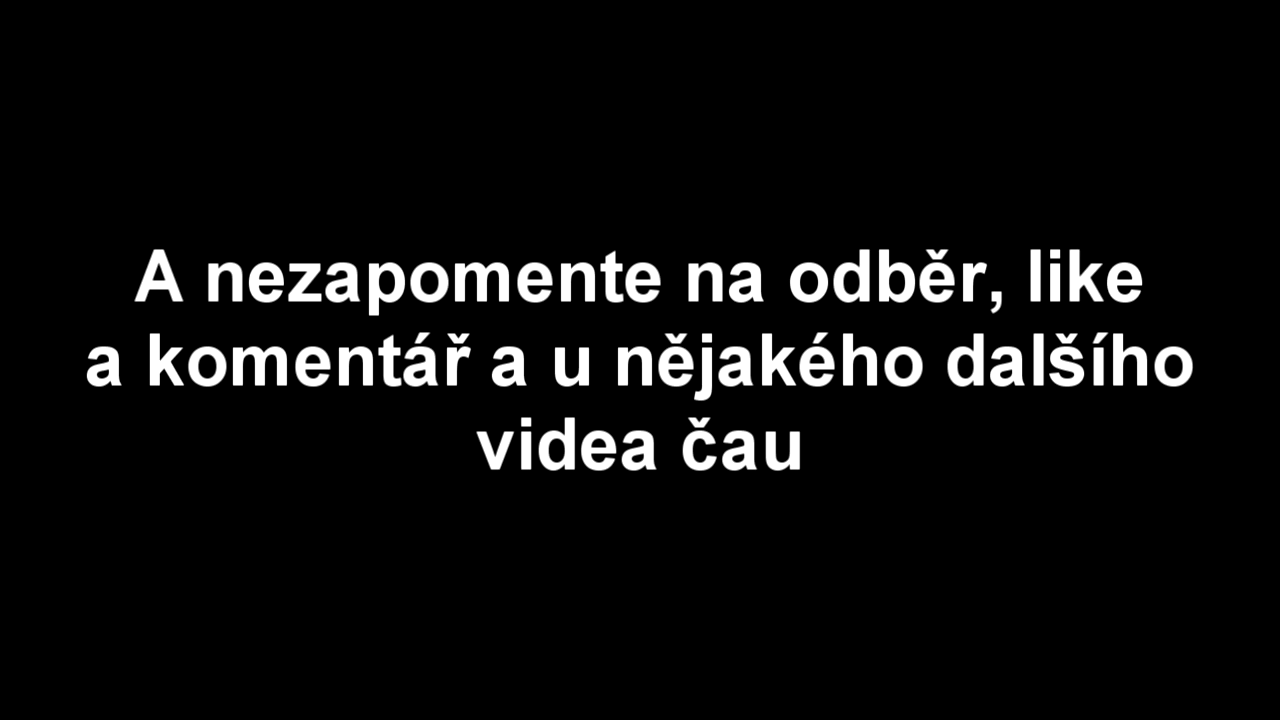 A nezapomente na odběr, like
a komentář a u nějakého dalšího
videa čau